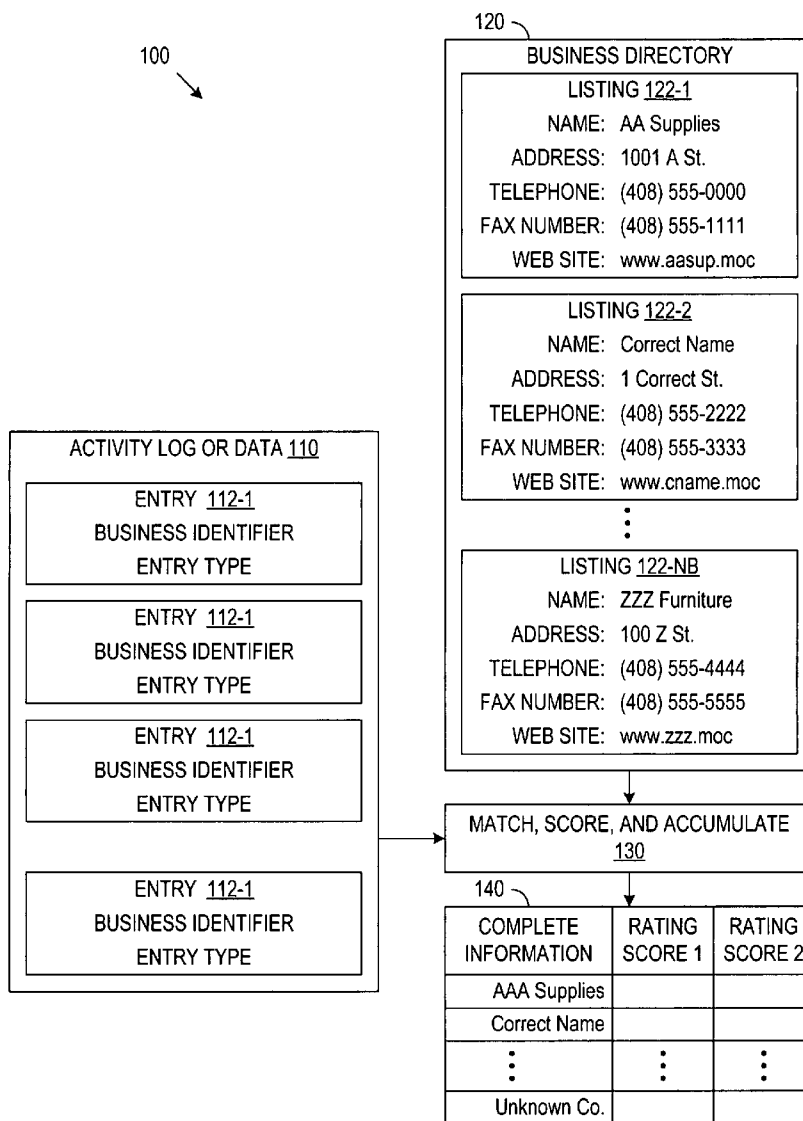 100
120
BUSINESS DIRECTORY
LISTING 122-1
NAME: AA Supplies
ADDRESS: 1001 A St.
TELEPHONE: (408) 555-0000
FAX NUMBER: (408) 555-1111
WEB SITE: www.aasup.moc
LISTING 122-2
NAME: Correct Name
ADDRESS: 1 Correct St.
TELEPHONE: (408) 555-2222
FAX NUMBER: (408) 555-3333
WEB SITE: www.cname.moc
LISTING 122-NB
NAME: ZZZ Furniture
ADDRESS: 100 Z St.
TELEPHONE: (408) 555-4444
FAX NUMBER: (408) 555-5555
WEB SITE: www.zzz.moc
ACTIVITY LOG OR DATA 110
ENTRY 112-1
BUSINESS IDENTIFIER
ENTRY TYPE
ENTRY 112-1
BUSINESS IDENTIFIER
ENTRY TYPE
ENTRY 112-1
BUSINESS IDENTIFIER
ENTRY TYPE
ENTRY 112-1
BUSINESS IDENTIFIER
ENTRY TYPE
MATCH, SCORE, AND ACCUMULATE
130
140
COMPLETE INFORMATION
RATING SCORE 1
RATING SCORE 2
AAA Supplies
Correct Name
Unknown Co.